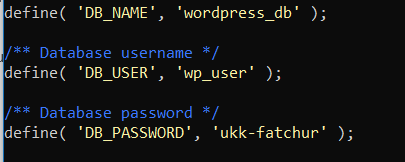 define( 'DB_NAME', 'wordpress_db' );
/** Database username */
define( 'DB_USER', 'wp_user' );
/** Database password */
define( 'DB_PASSWORD', 'ukk-fatchur' );